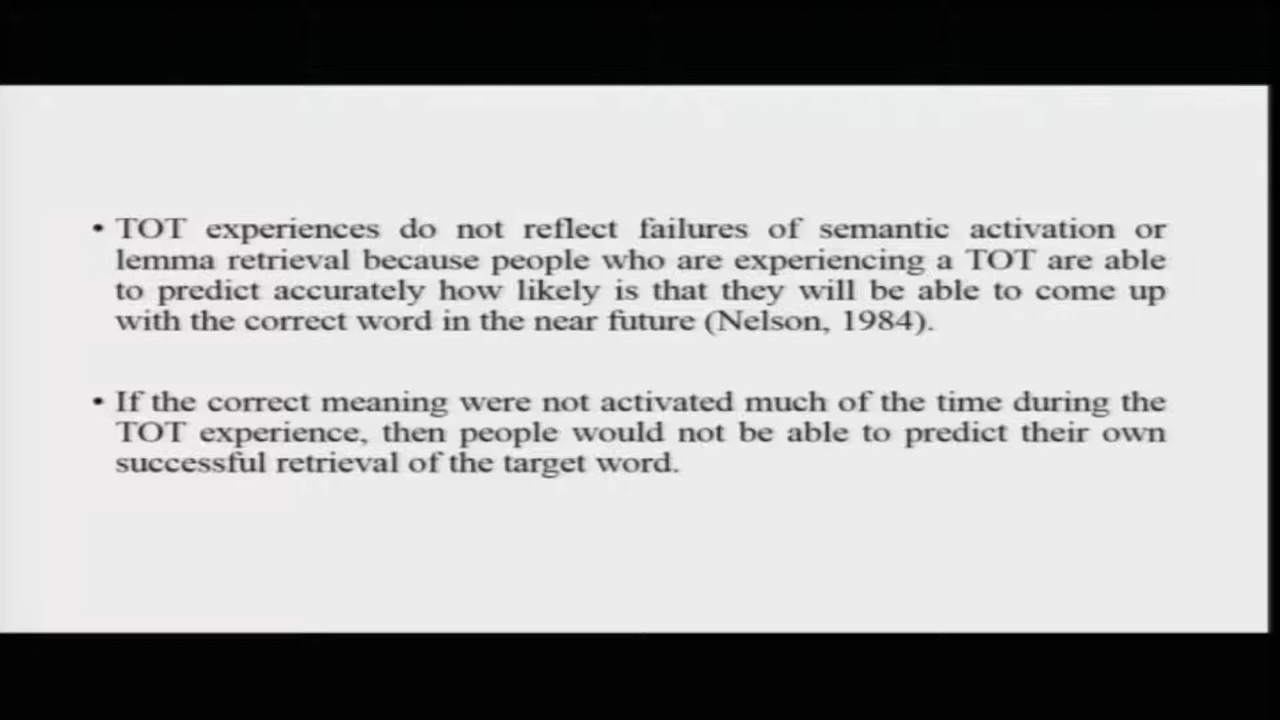 • TOT experiences do not reflect failures of semantic activation or
lemma retrieval because people who are experiencing a TOT are able
to predict accurately how likely is that they will be able to come up
with the correct word in the near future (Nelson, 1984).
• If the correct meaning were not activated much of the time during the
TOT experience, then people would not be able to predict their own
successful retrieval of the target word.